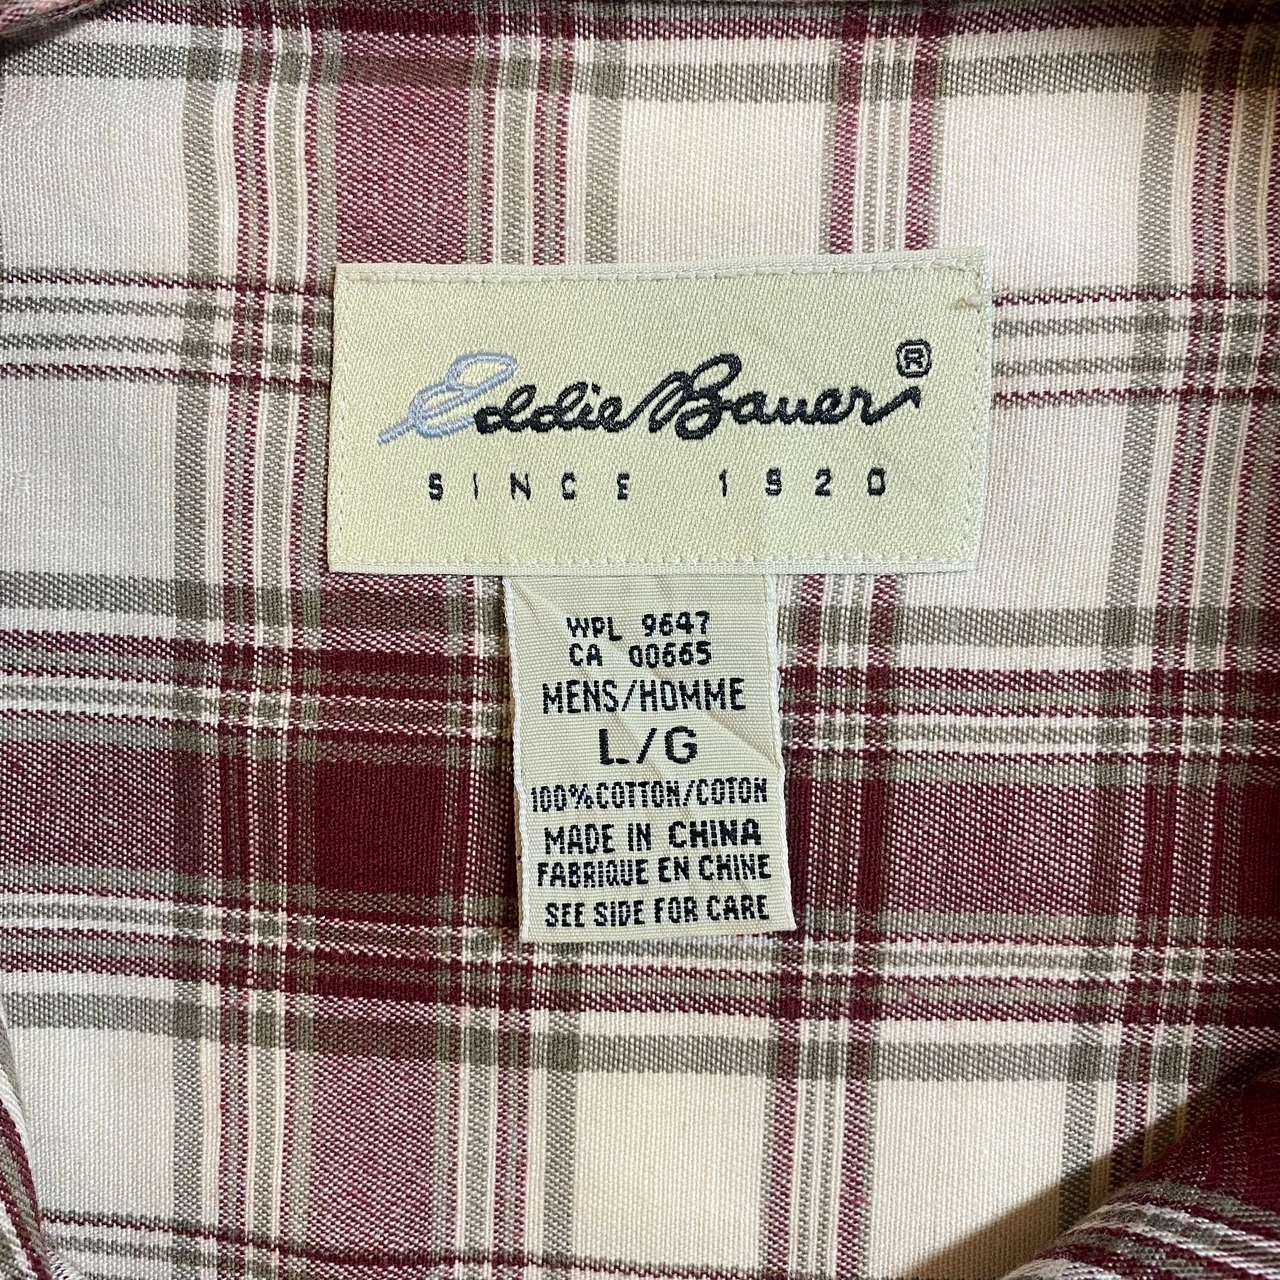 Eddie Bauer®
SINCE 1920
WPL 9647
CA 00665
MENS/HOMME
L/G
100%COTTON/COTON
MADE IN CHINA
FABRIQUE EN CHINE
SEE SIDE FOR CARE